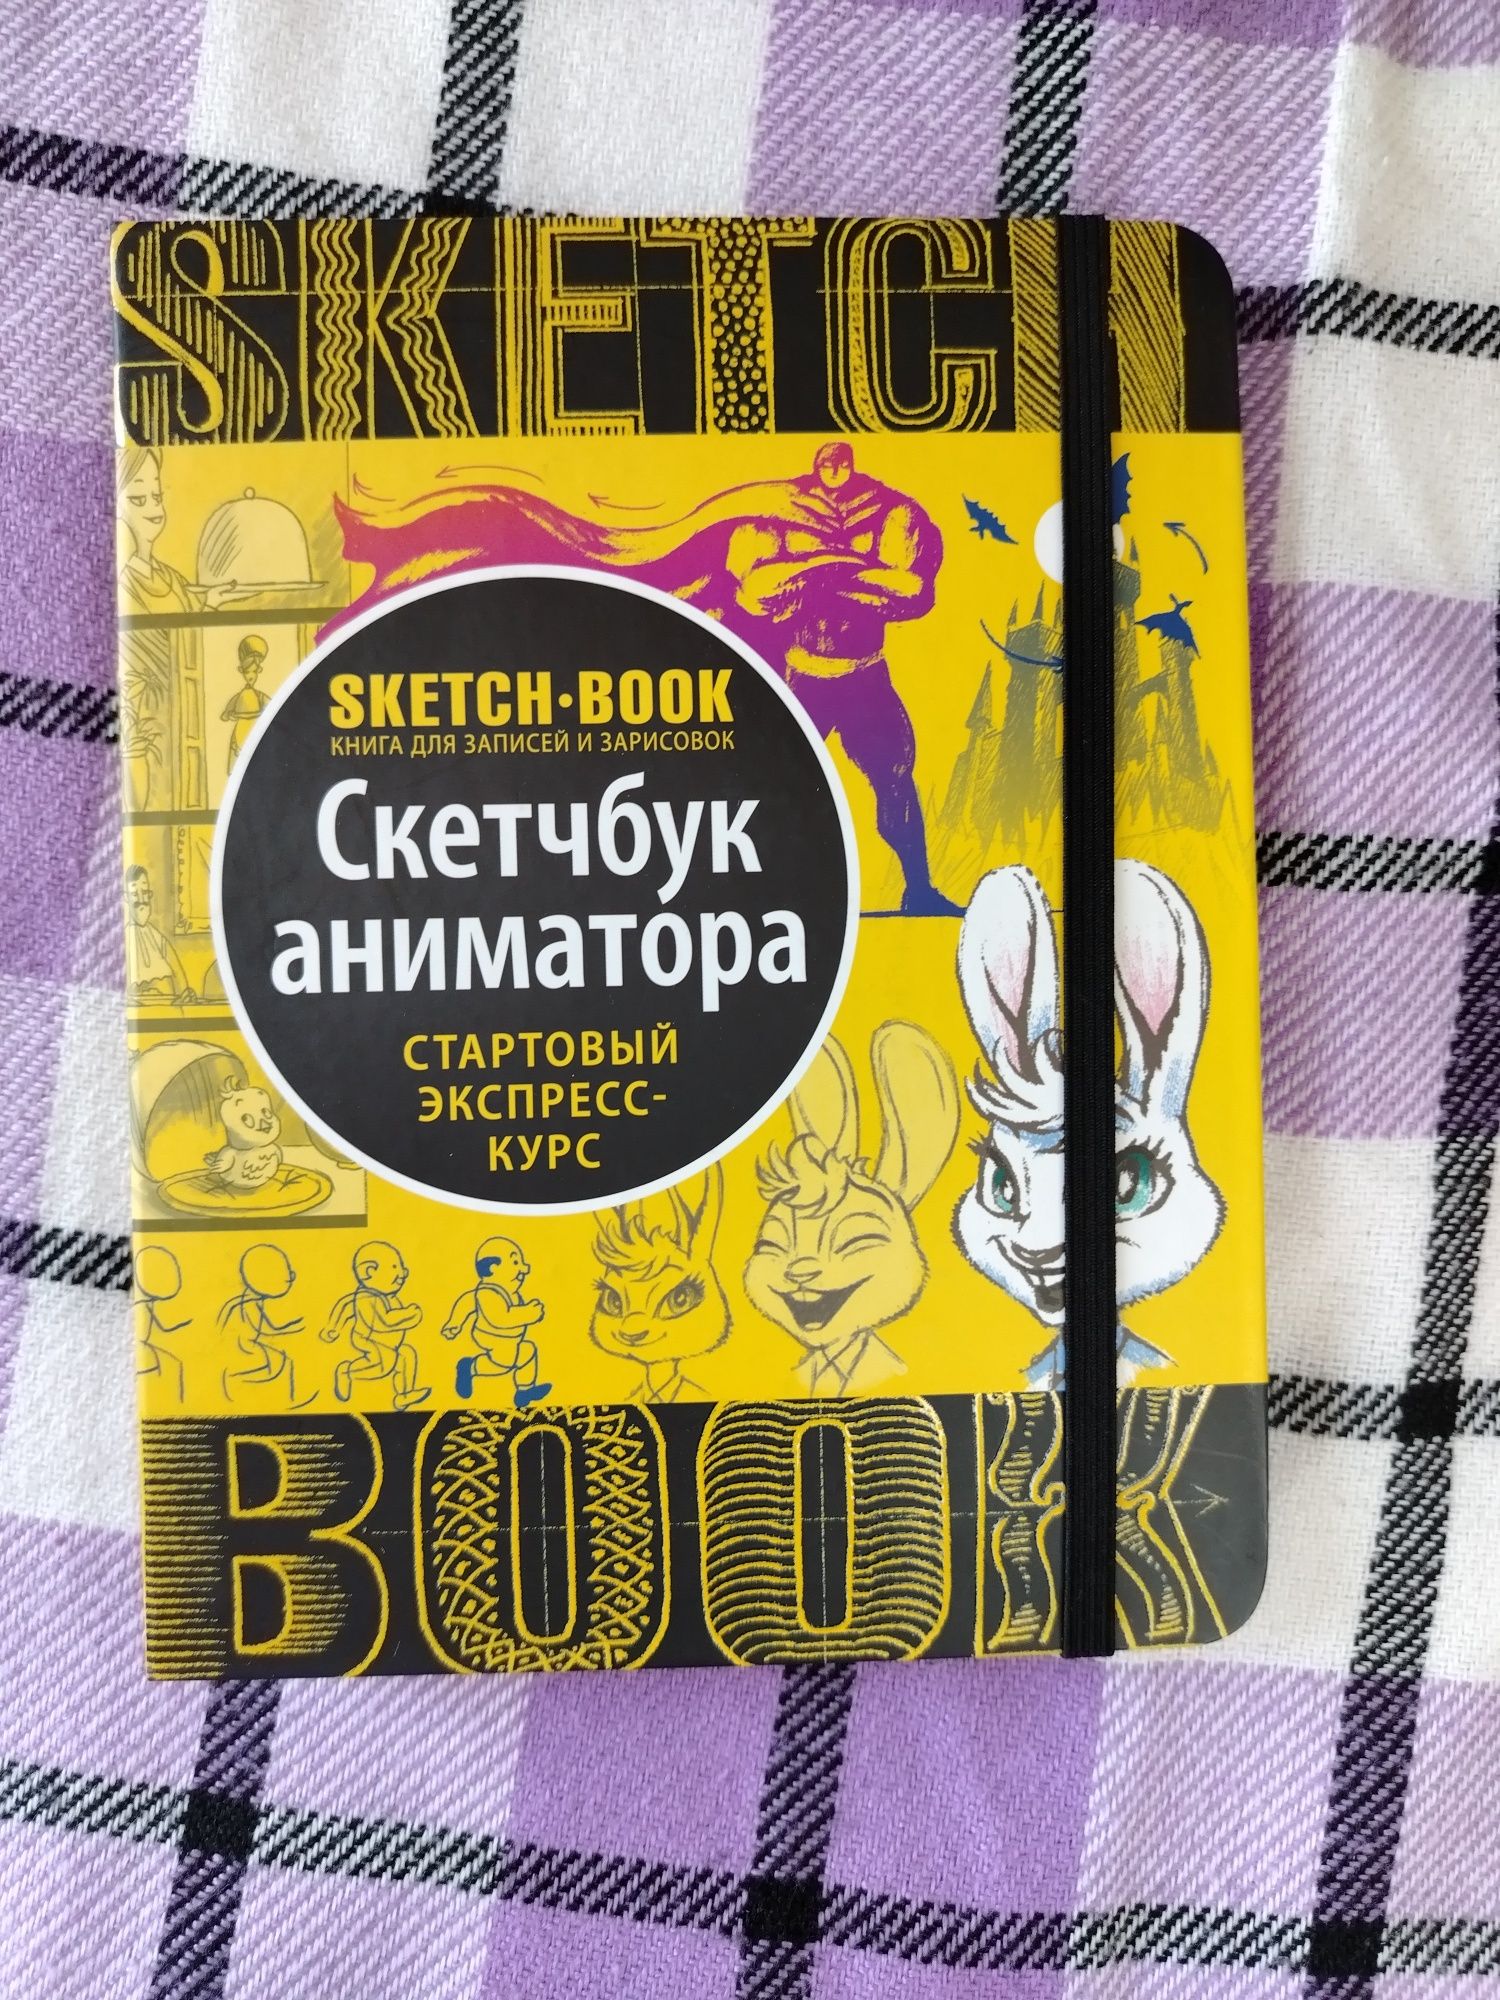 SKETCH
SKETCH·BOOK
КНИГА ДЛЯ ЗАПИСЕЙ И ЗАРИСОВОК
Скетчбук
аниматора
СТАРТОВЫЙ
ЭКСПРЕСС-
КУРС
BOOK